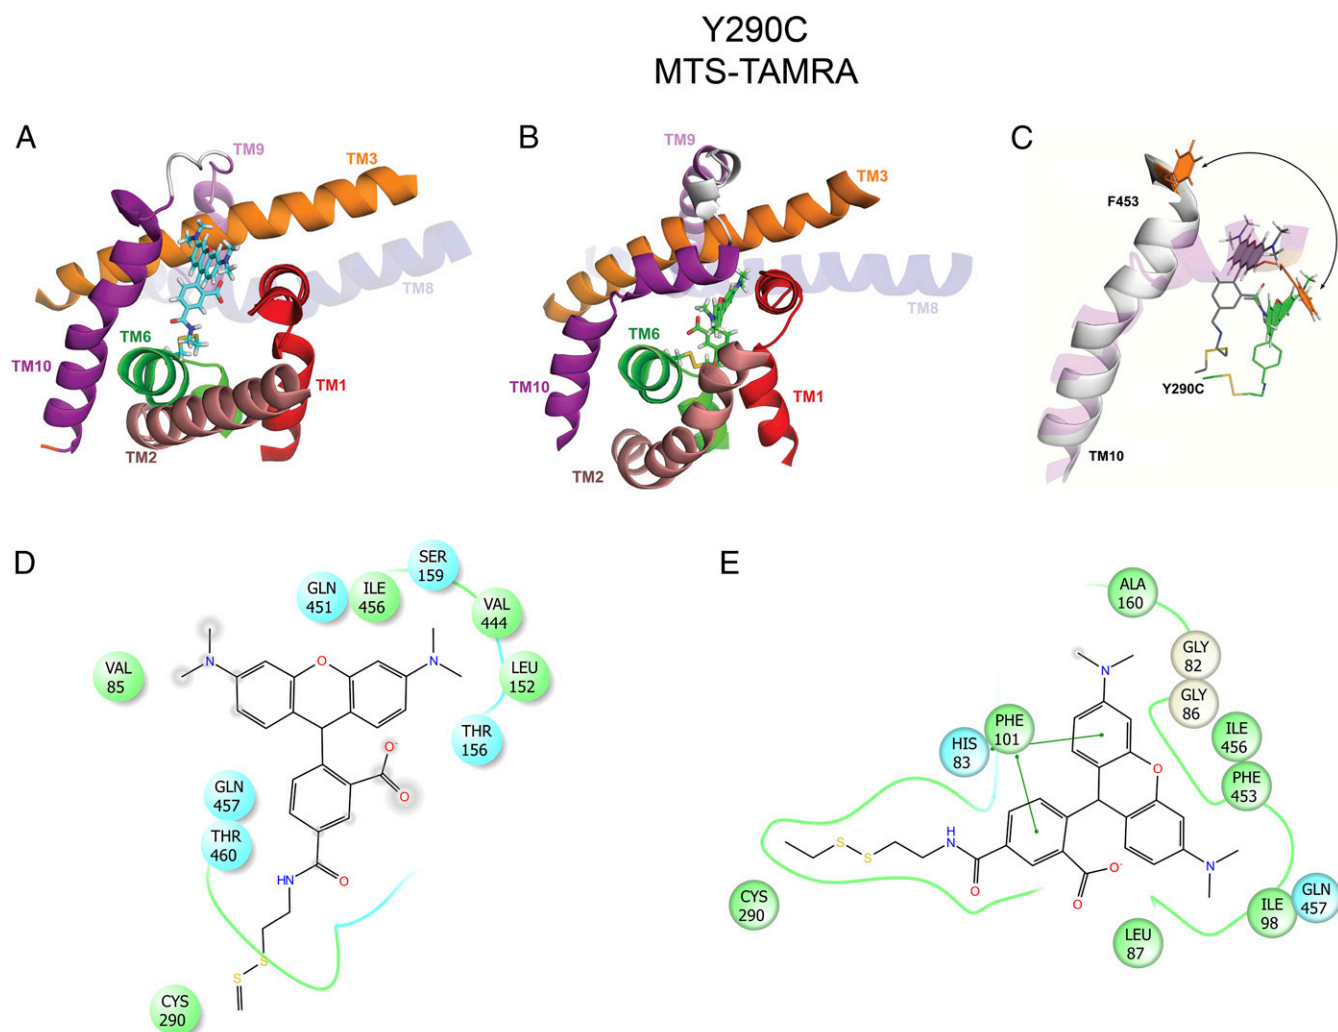 Y290C
MTS-TAMRA
A
TM9
TM3
TM8
TM6
TM10
TM1
TM2
B
TM9
TM3
TM8
TM6
TM10
TM1
TM2
C
F453
Y290C
TM10
D
SER
159
GLN
451
ILE
456
VAL
444
VAL
85
LEU
152
THR
156
GLN
457
THR
460
CYS
290
N
O
N
O-
O
HN
O
S
S
E
ALA
160
GLY
82
GLY
86
PHE
101
HIS
83
ILE
456
PHE
453
CYS
290
LEU
87
ILE
98
GLN
457
N
O
H
N
S
S
O
O-
O
N